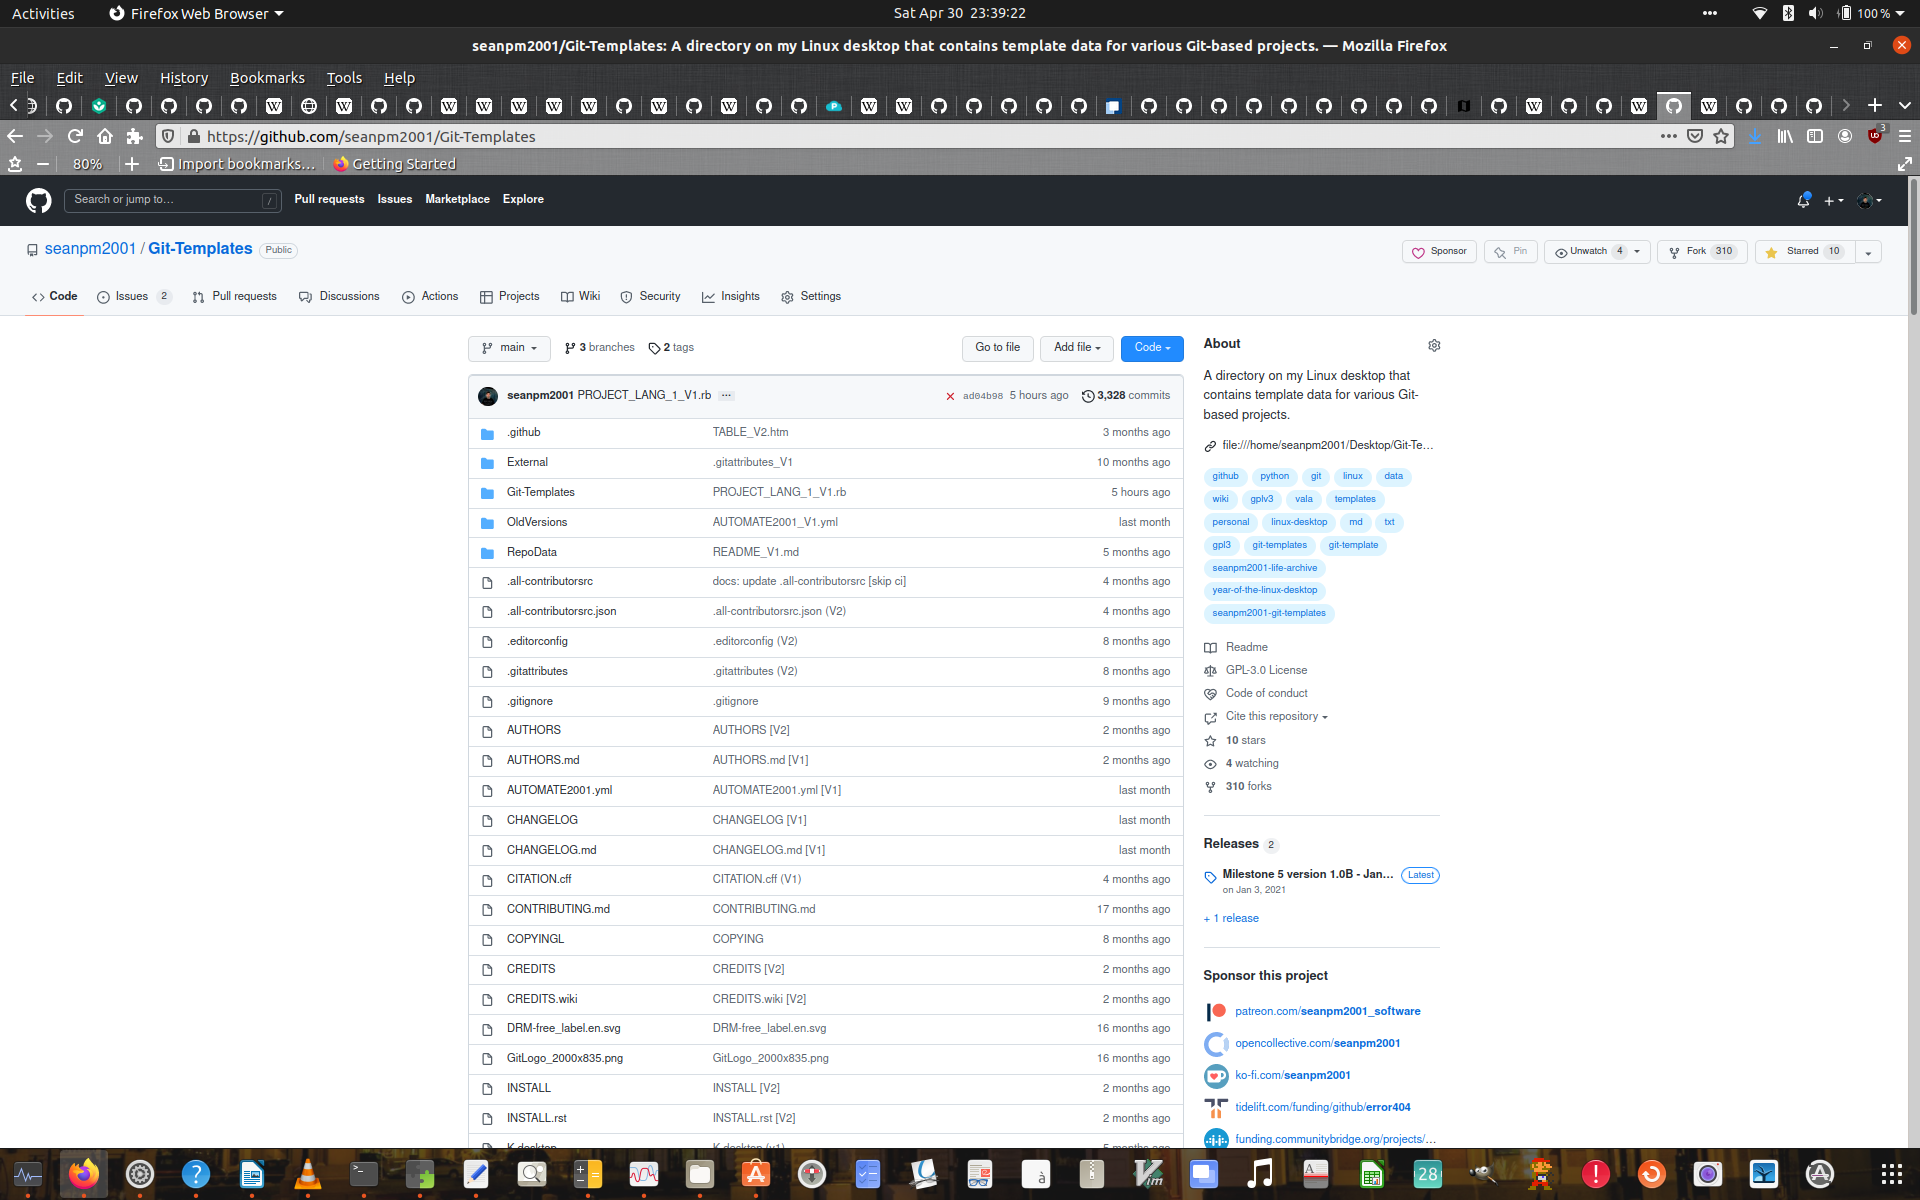 Activities Firefox Web Browser Sat Apr 30 23:39:22 100 %
seanpm2001/Git-Templates: A directory on my Linux desktop that contains template data for various Git-based projects. — Mozilla Firefox
File Edit View History Bookmarks Tools Help
https://github.com/seanpm2001/Git-Templates 3
80% Import bookmarks... Getting Started
Search or jump to... / Pull requests Issues Marketplace Explore
seanpm2001 / Git-Templates Public Sponsor Pin Unwatch 4 Fork 310 Starred 10
Code Issues 2 Pull requests Discussions Actions Projects Wiki Security Insights Settings
main 3 branches 2 tags Go to file Add file Code
seanpm2001 PROJECT_LANG_1_V1.rb ... ad04b98 5 hours ago 3,328 commits
.github TABLE_V2.htm 3 months ago
External .gitattributes_V1 10 months ago
Git-Templates PROJECT_LANG_1_V1.rb 5 hours ago
OldVersions AUTOMATE2001_V1.yml last month
RepoData README_V1.md 5 months ago
.all-contributorsrc docs: update .all-contributorsrc [skip ci] 4 months ago
.all-contributorsrc.json .all-contributorsrc.json (V2) 4 months ago
.editorconfig .editorconfig (V2) 8 months ago
.gitattributes .gitattributes (V2) 8 months ago
.gitignore .gitignore 9 months ago
AUTHORS AUTHORS [V2] 2 months ago
AUTHORS.md AUTHORS.md [V1] 2 months ago
AUTOMATE2001.yml AUTOMATE2001.yml [V1] last month
CHANGELOG CHANGELOG [V1] last month
CHANGELOG.md CHANGELOG.md [V1] last month
CITATION.cff CITATION.cff (V1) 4 months ago
CONTRIBUTING.md CONTRIBUTING.md 17 months ago
COPYINGL COPYING 8 months ago
CREDITS CREDITS [V2] 2 months ago
CREDITS.wiki CREDITS.wiki [V2] 2 months ago
DRM-free_label.en.svg DRM-free_label.en.svg 16 months ago
GitLogo_2000x835.png GitLogo_2000x835.png 16 months ago
INSTALL INSTALL [V2] 2 months ago
INSTALL.rst INSTALL.rst [V2] 2 months ago
About
A directory on my Linux desktop that
contains template data for various Git-
based projects.
file:///home/seanpm2001/Desktop/Git-Te...
github python git linux data
wiki gplv3 vala templates
personal linux-desktop md txt
gpl3 git-templates git-template
seanpm2001-life-archive
year-of-the-linux-desktop
seanpm2001-git-templates
Readme
GPL-3.0 License
Code of conduct
Cite this repository
10 stars
4 watching
310 forks
Releases 2
Milestone 5 version 1.0B - Jan... Latest
on Jan 3, 2021
+ 1 release
Sponsor this project
patreon.com/seanpm2001_software
opencollective.com/seanpm2001
ko-fi.com/seanpm2001
tidelift.com/funding/github/error404
funding.communitybridge.org/projects/...
28